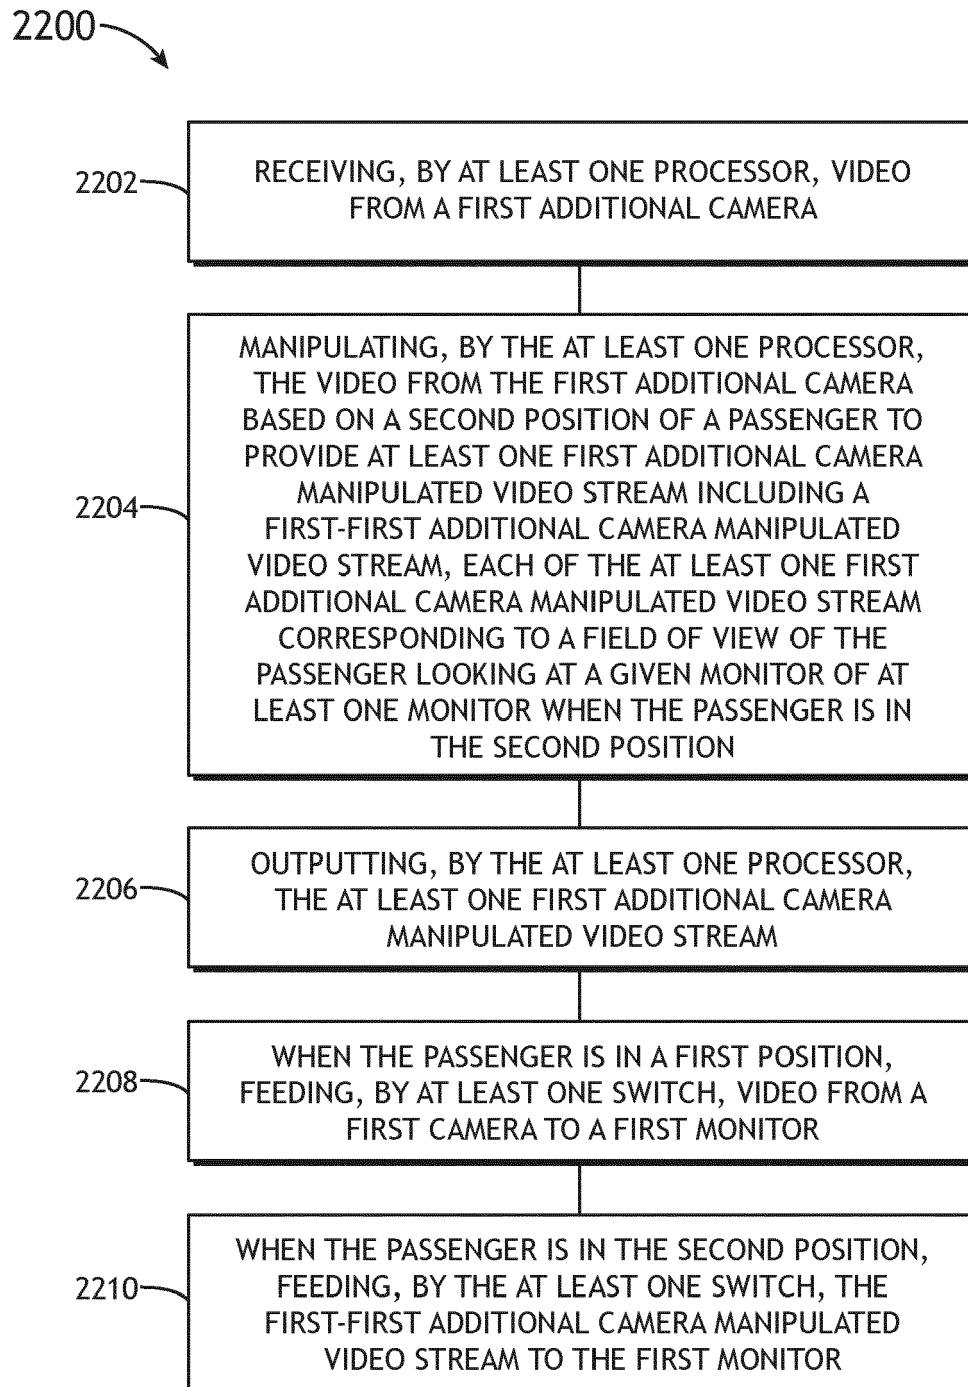 2200
2202
RECEIVING, BY AT LEAST ONE PROCESSOR, VIDEO
FROM A FIRST ADDITIONAL CAMERA
2204
MANIPULATING, BY THE AT LEAST ONE PROCESSOR,
THE VIDEO FROM THE FIRST ADDITIONAL CAMERA
BASED ON A SECOND POSITION OF A PASSENGER TO
PROVIDE AT LEAST ONE FIRST ADDITIONAL CAMERA
MANIPULATED VIDEO STREAM INCLUDING A
FIRST-FIRST ADDITIONAL CAMERA MANIPULATED
VIDEO STREAM, EACH OF THE AT LEAST ONE FIRST
ADDITIONAL CAMERA MANIPULATED VIDEO STREAM
CORRESPONDING TO A FIELD OF VIEW OF THE
PASSENGER LOOKING AT A GIVEN MONITOR OF AT
LEAST ONE MONITOR WHEN THE PASSENGER IS IN
THE SECOND POSITION
2206
OUTPUTTING, BY THE AT LEAST ONE PROCESSOR,
THE AT LEAST ONE FIRST ADDITIONAL CAMERA
MANIPULATED VIDEO STREAM
2208
WHEN THE PASSENGER IS IN A FIRST POSITION,
FEEDING, BY AT LEAST ONE SWITCH, VIDEO FROM A
FIRST CAMERA TO A FIRST MONITOR
2210
WHEN THE PASSENGER IS IN THE SECOND POSITION,
FEEDING, BY THE AT LEAST ONE SWITCH, THE
FIRST-FIRST ADDITIONAL CAMERA MANIPULATED
VIDEO STREAM TO THE FIRST MONITOR